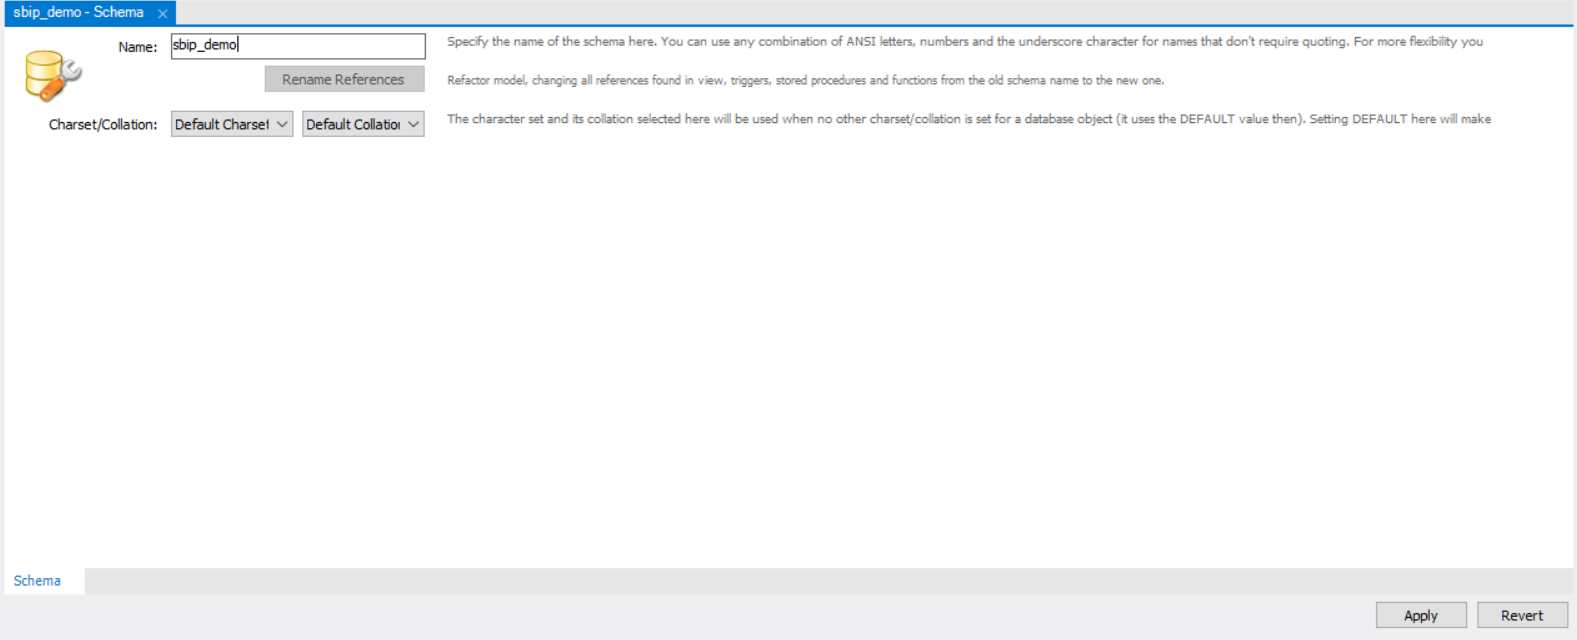 sbip_demo - Schema
Name: sbip_demo Specify the name of the schema here. You can use any combination of ANSI letters, numbers and the underscore character for names that don't require quoting. For more flexibility you
Rename References Refactor model, changing all references found in view, triggers, stored procedures and functions from the old schema name to the new one.
Charset/Collation: Default Charset Default Collation The character set and its collation selected here will be used when no other charset/collation is set for a database object (it uses the DEFAULT value then). Setting DEFAULT here will make
Schema
Apply Revert